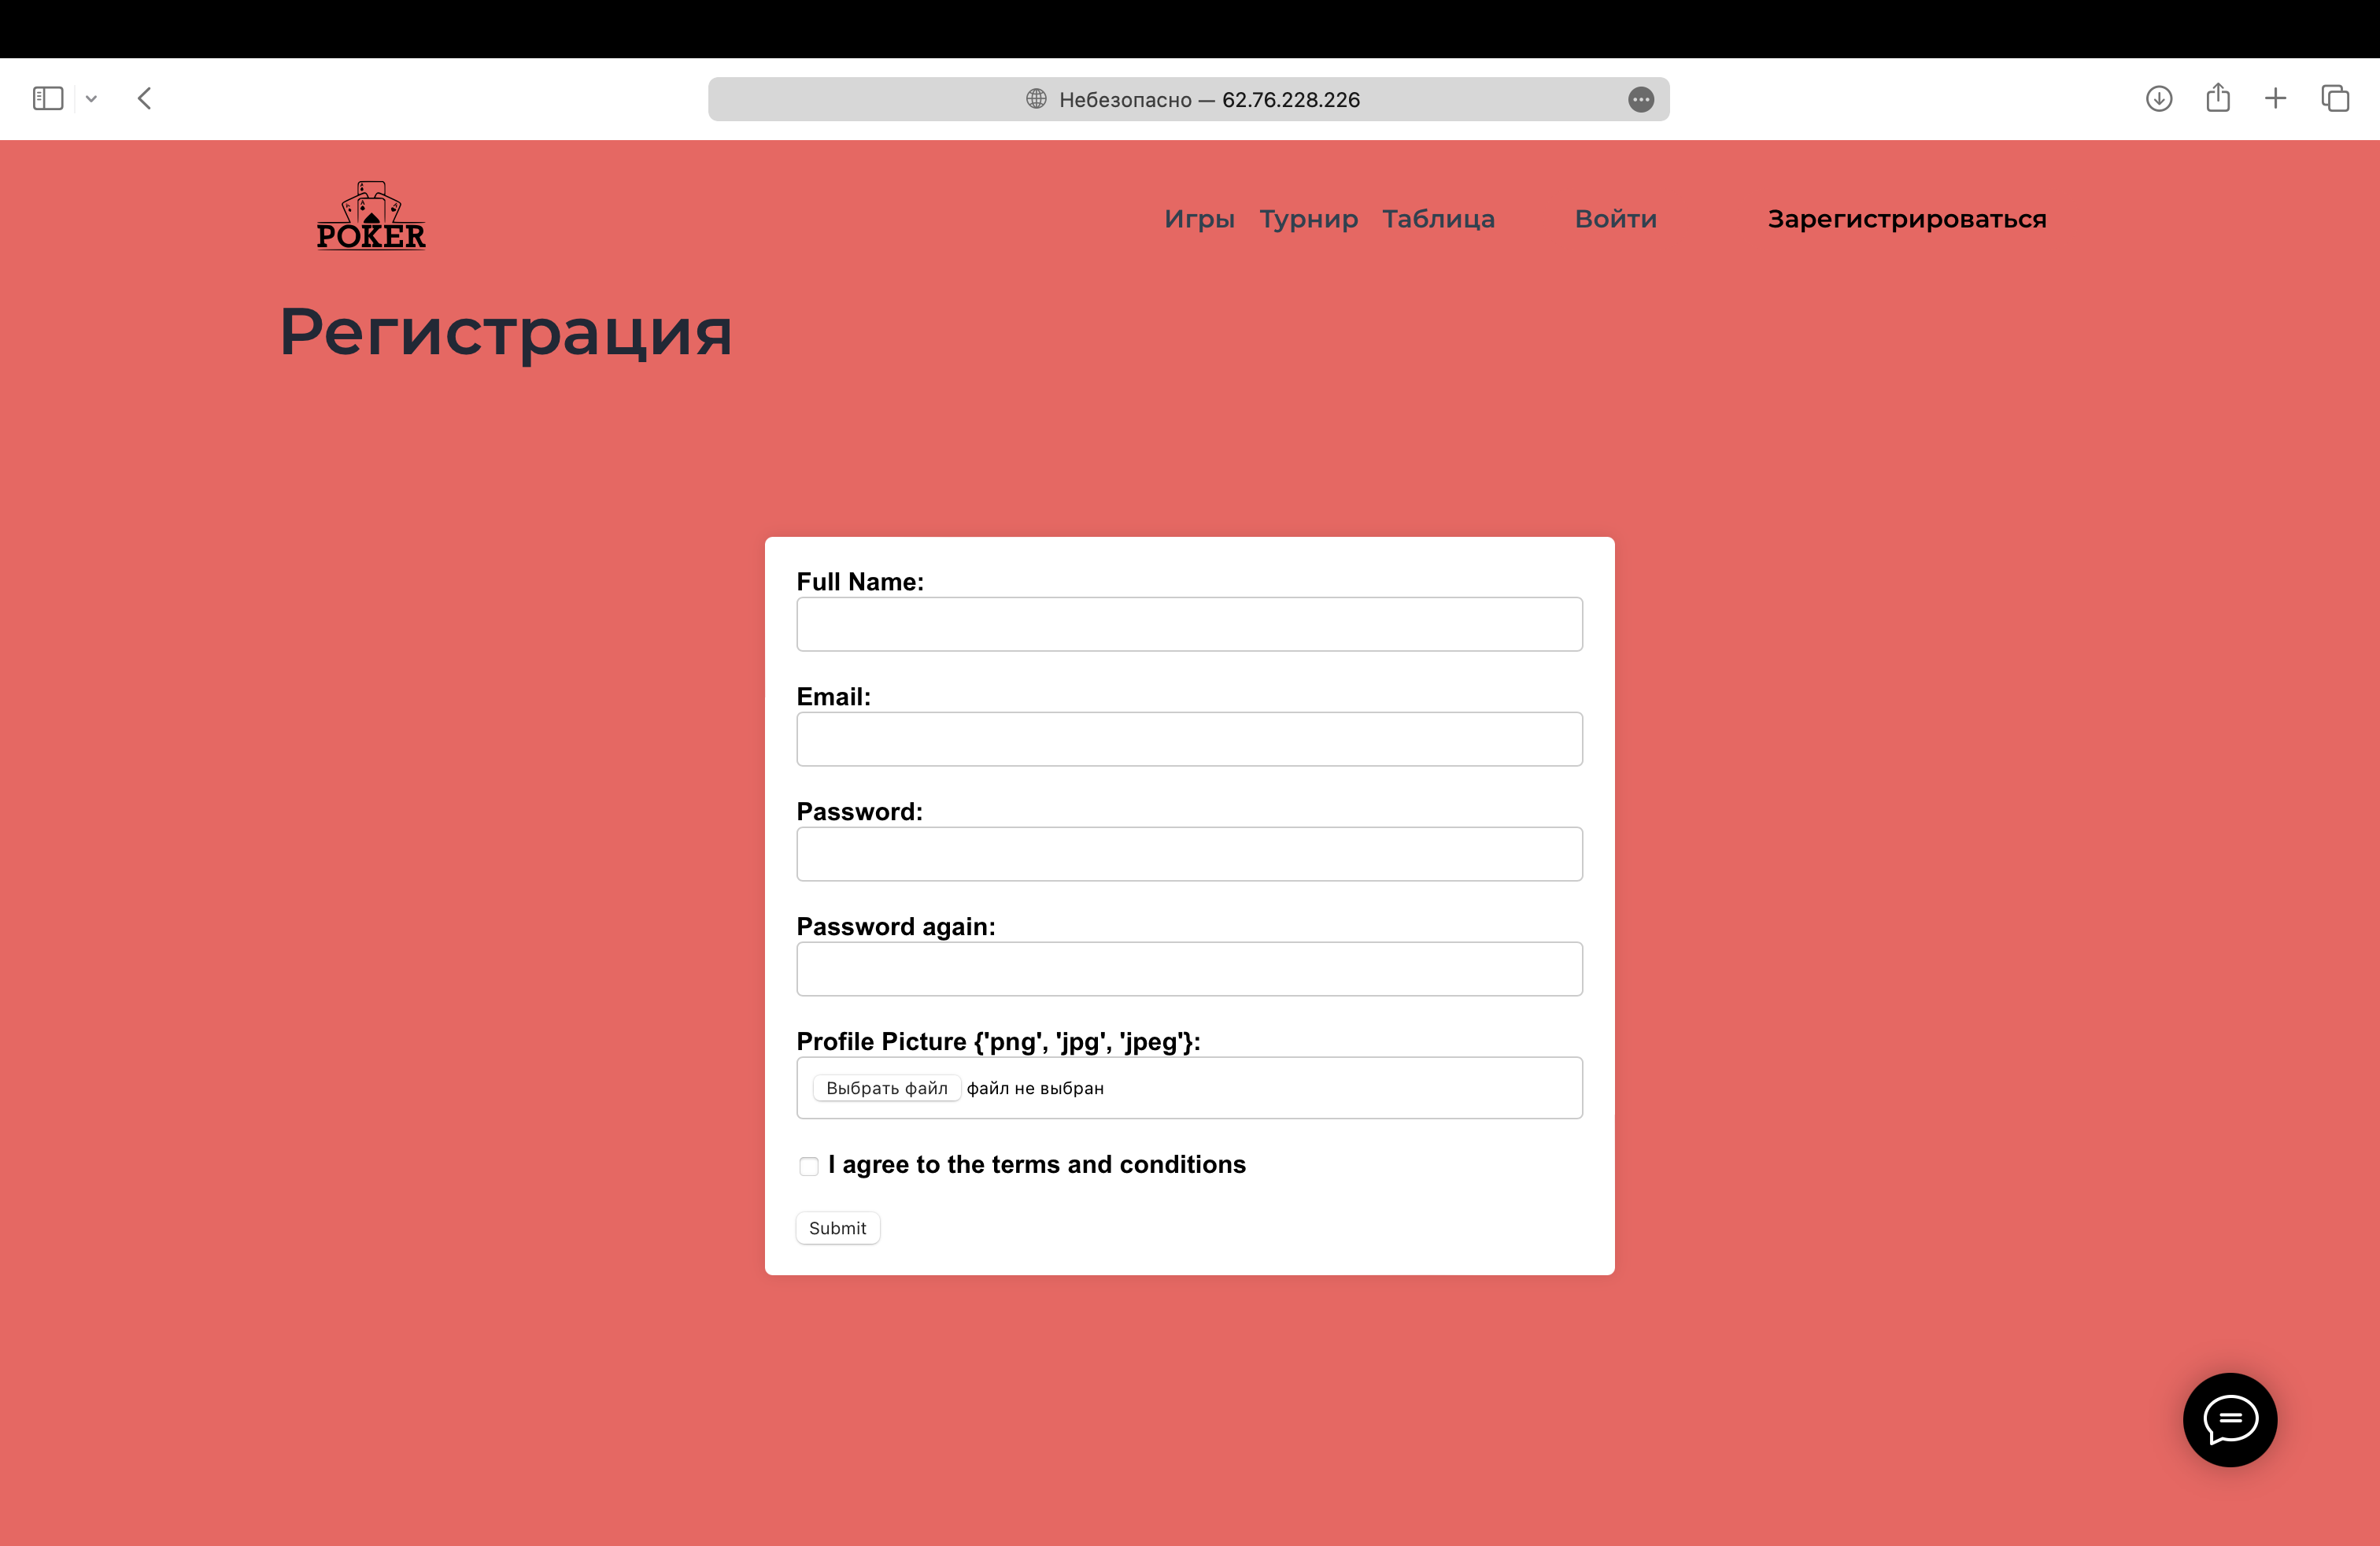 Небезопасно — 62.76.228.226
POKER
Игры Турнир Таблица Войти Зарегистрироваться
Регистрация
Full Name:
Email:
Password:
Password again:
Profile Picture {'png', 'jpg', 'jpeg'}:
Выбрать файл файл не выбран
I agree to the terms and conditions
Submit